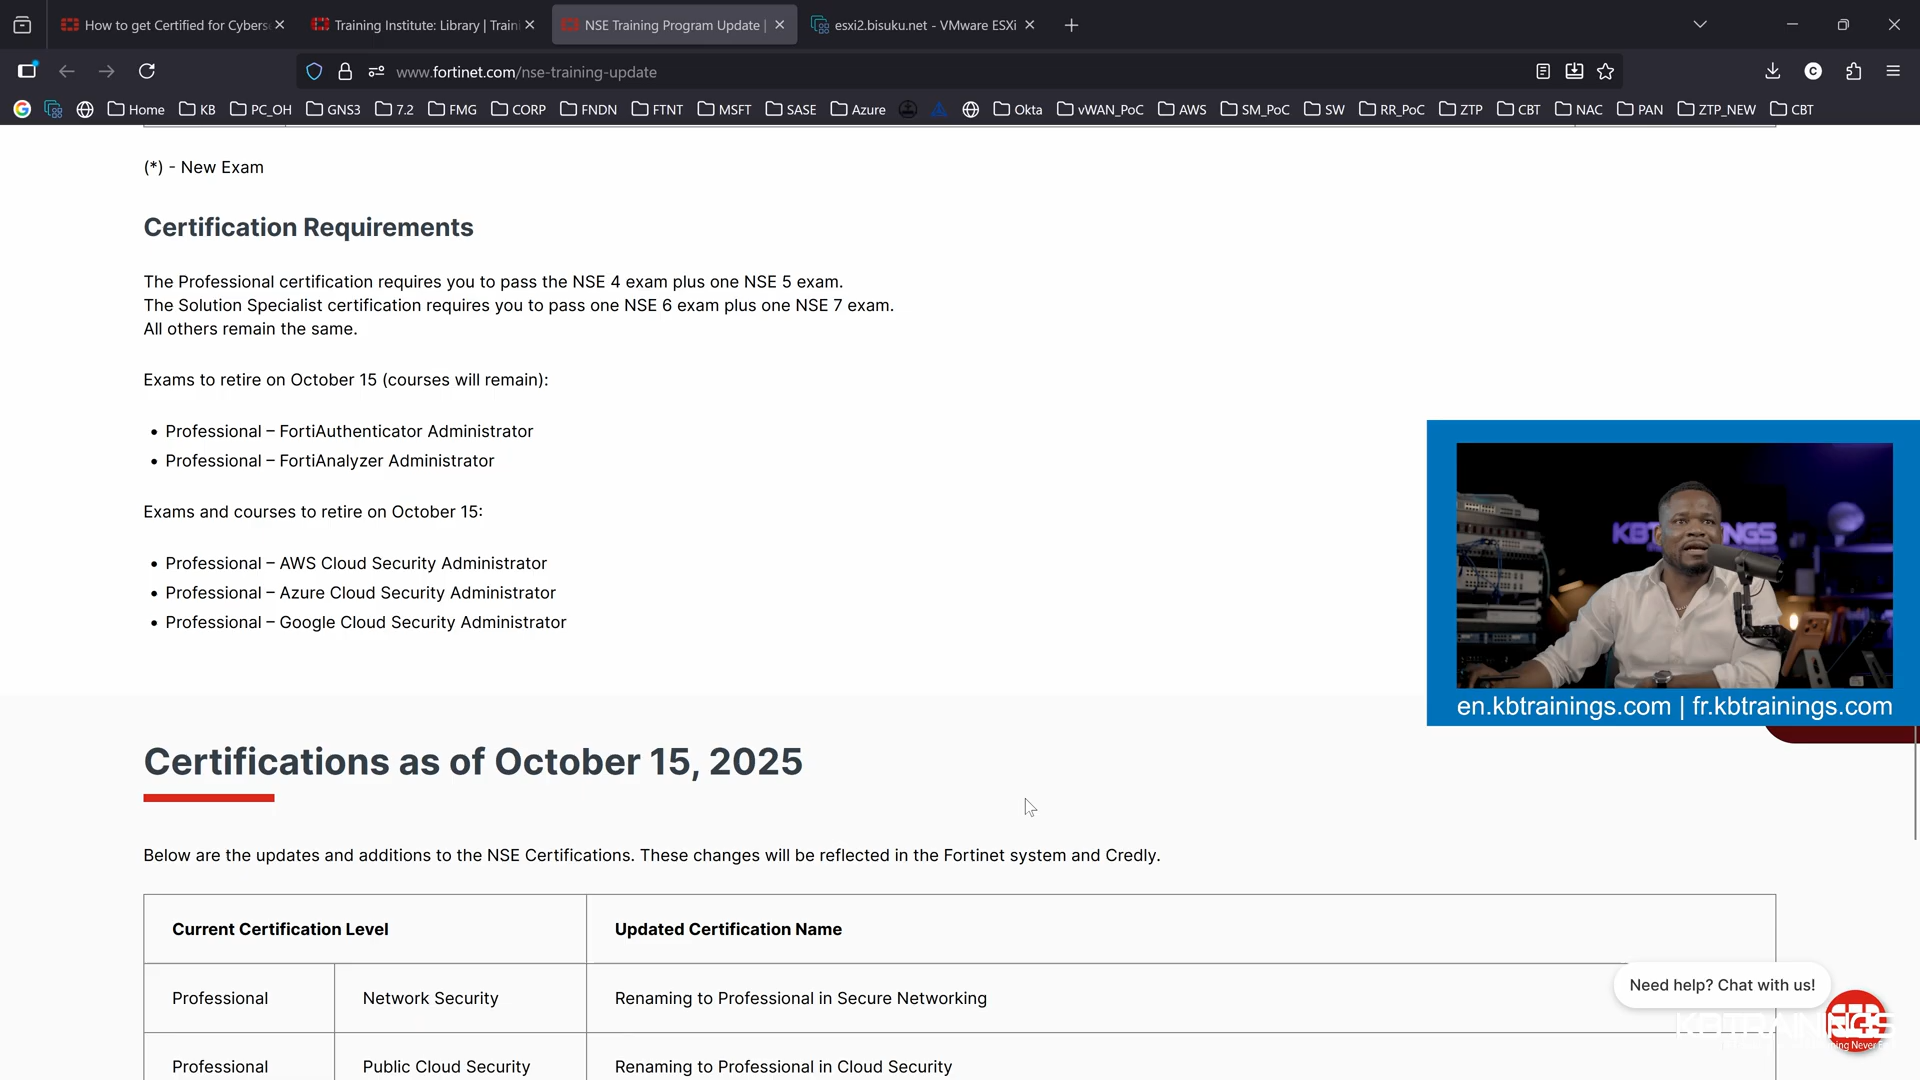 How to get Certified for Cybers
Training Institute: Library | Train
NSE Training Program Update |
esxi2.bisuku.net - VMware ESXi
www.fortinet.com/nse-training-update
Home
KB
PC_OH
GNS3
7.2
FMG
CORP
FNDN
FTNT
MSFT
SASE
Azure
Okta
vWAN_PoC
AWS
SM_PoC
SW
RR_PoC
ZTP
CBT
NAC
PAN
ZTP_NEW
CBT
(*) - New Exam
Certification Requirements
The Professional certification requires you to pass the NSE 4 exam plus one NSE 5 exam.
The Solution Specialist certification requires you to pass one NSE 6 exam plus one NSE 7 exam.
All others remain the same.
Exams to retire on October 15 (courses will remain):
• Professional – FortiAuthenticator Administrator
• Professional – FortiAnalyzer Administrator
Exams and courses to retire on October 15:
• Professional – AWS Cloud Security Administrator
• Professional – Azure Cloud Security Administrator
• Professional – Google Cloud Security Administrator
en.kbtrainings.com | fr.kbtrainings.com
Certifications as of October 15, 2025
Below are the updates and additions to the NSE Certifications. These changes will be reflected in the Fortinet system and Credly.
Current Certification Level
Updated Certification Name
Professional
Network Security
Renaming to Professional in Secure Networking
Professional
Public Cloud Security
Renaming to Professional in Cloud Security
Need help? Chat with us!